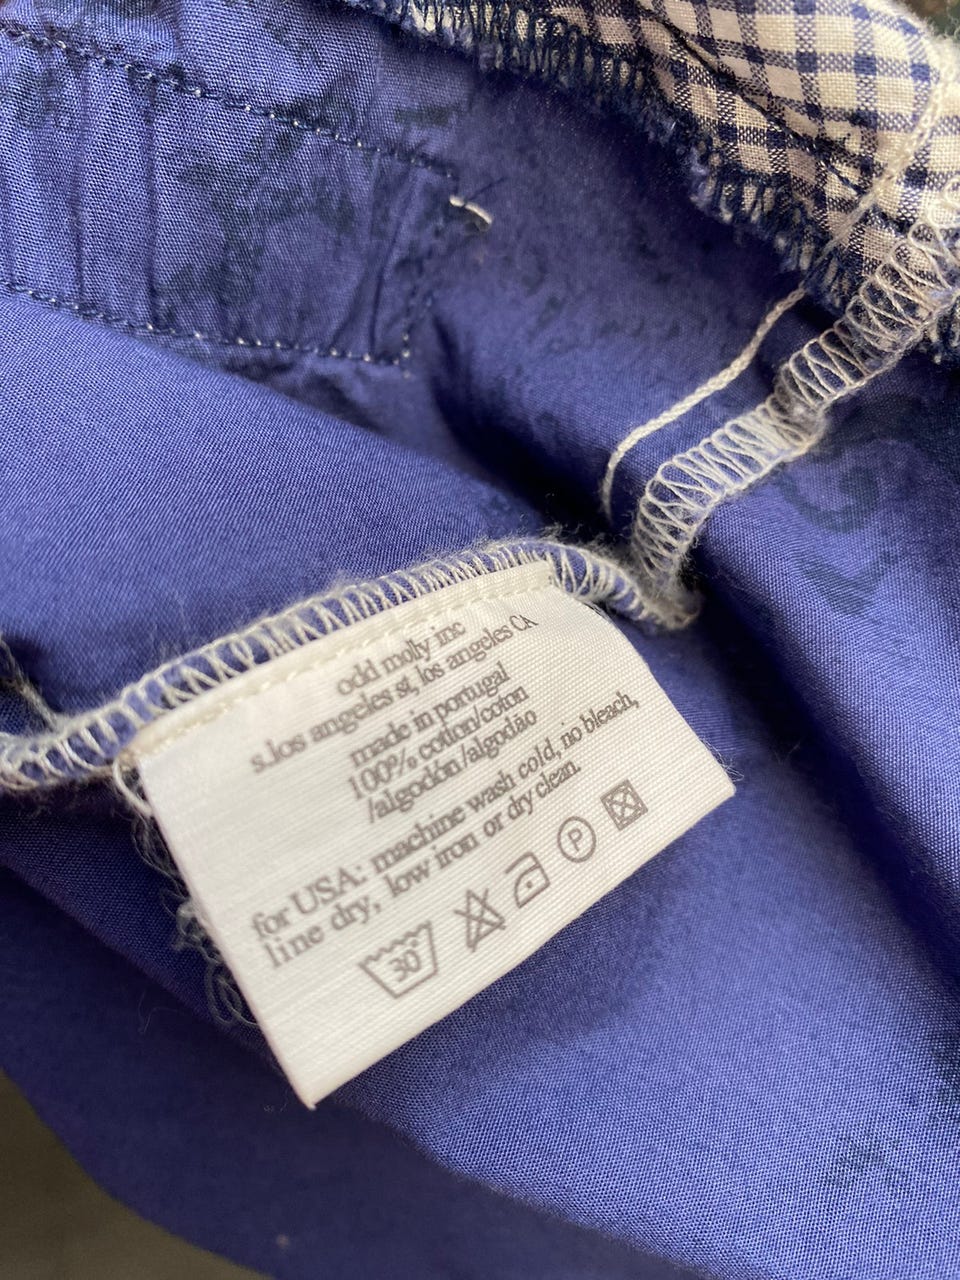 odd molly inc
s.los angeles st, los angeles CA
made in portugal
100% cotton/coton
/algodón/algodão
for USA: machine wash cold, no bleach,
line dry, low iron or dry clean.
30° P